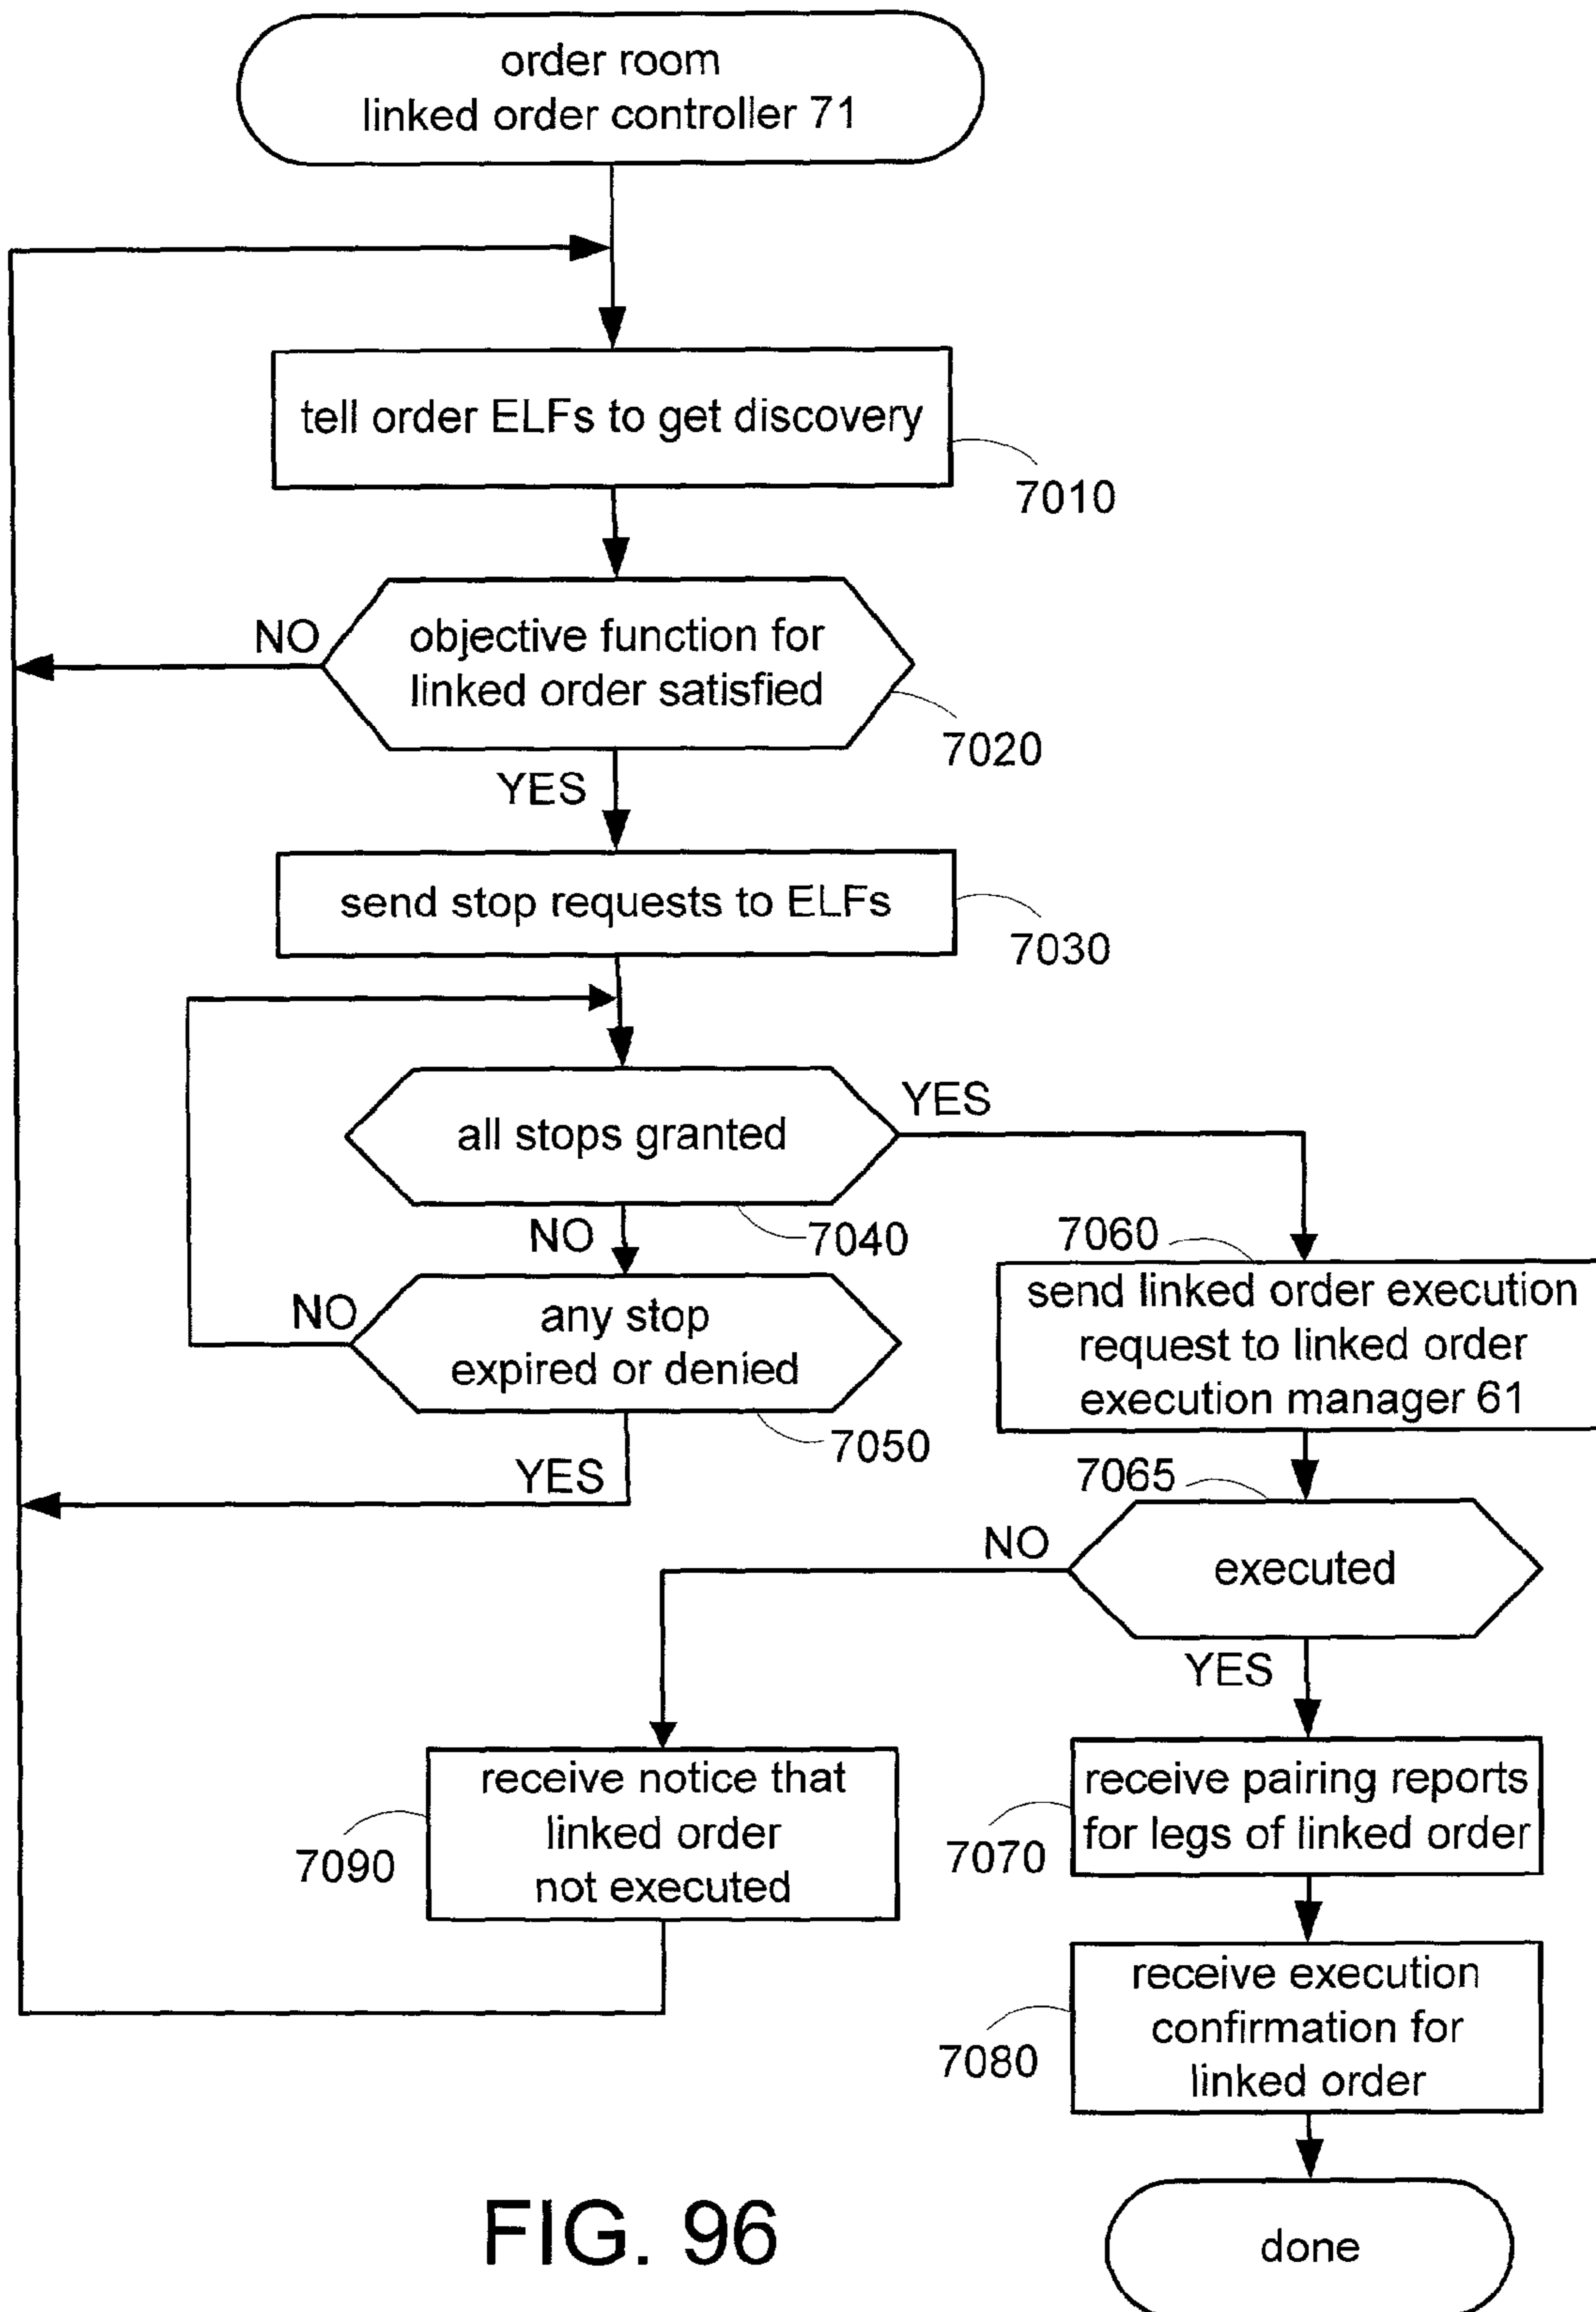 order room
linked order controller 71
tell order ELFs to get discovery
7010
NO
objective function for
linked order satisfied
7020
YES
send stop requests to ELFs
7030
all stops granted
YES
7040
NO
7060
send linked order execution
request to linked order
execution manager 61
NO
any stop
expired or denied
7050
YES
7065
NO
executed
YES
receive notice that
linked order
not executed
7090
receive pairing reports
for legs of linked order
7070
receive execution
confirmation for
linked order
7080
done
FIG. 96